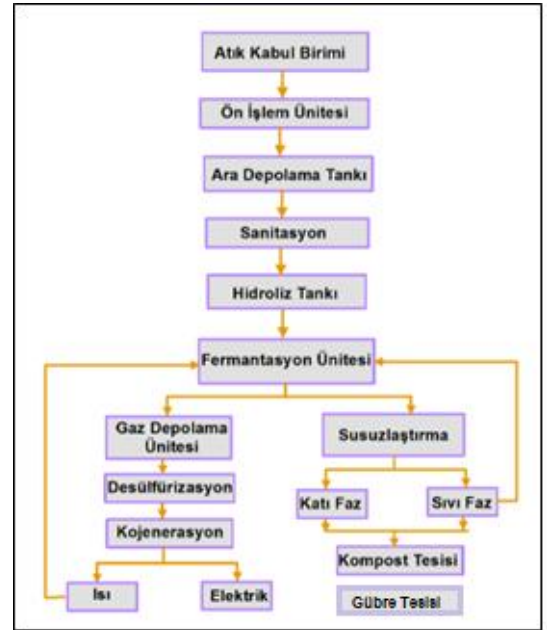 Atık Kabul Birimi
Ön İşlem Ünitesi
Ara Depolama Tankı
Sanitasyon
Hidroliz Tankı
Fermantasyon Ünitesi
Gaz Depolama
Ünitesi
Susuzlaştırma
Desülfürizasyon
Katı Faz
Sıvı Faz
Kojenerasyon
Kompost Tesisi
Isı
Elektrik
Gübre Tesisi